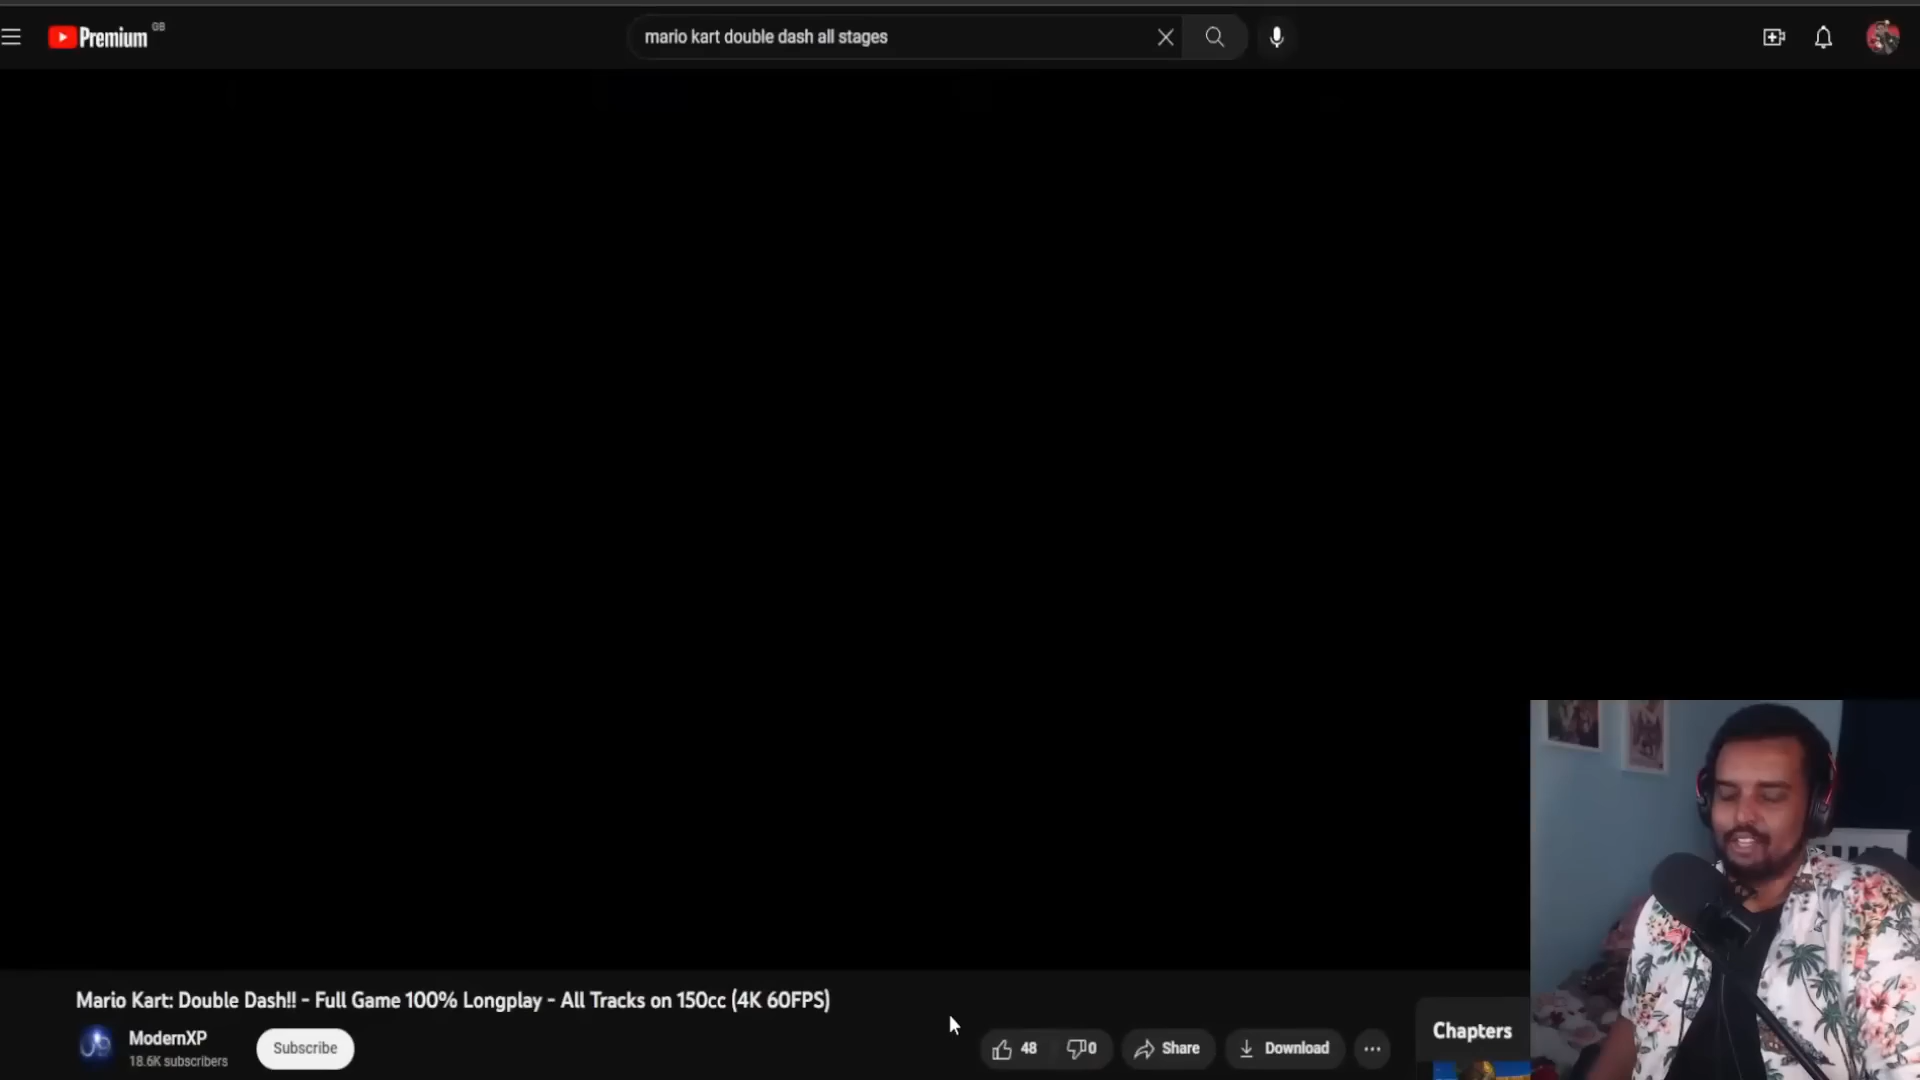 Premium GB
mario kart double dash all stages
Mario Kart: Double Dash!! - Full Game 100% Longplay - All Tracks on 150cc (4K 60FPS)
ModernXP
18.6K subscribers
Subscribe
48
0
Share
Download
Chapters